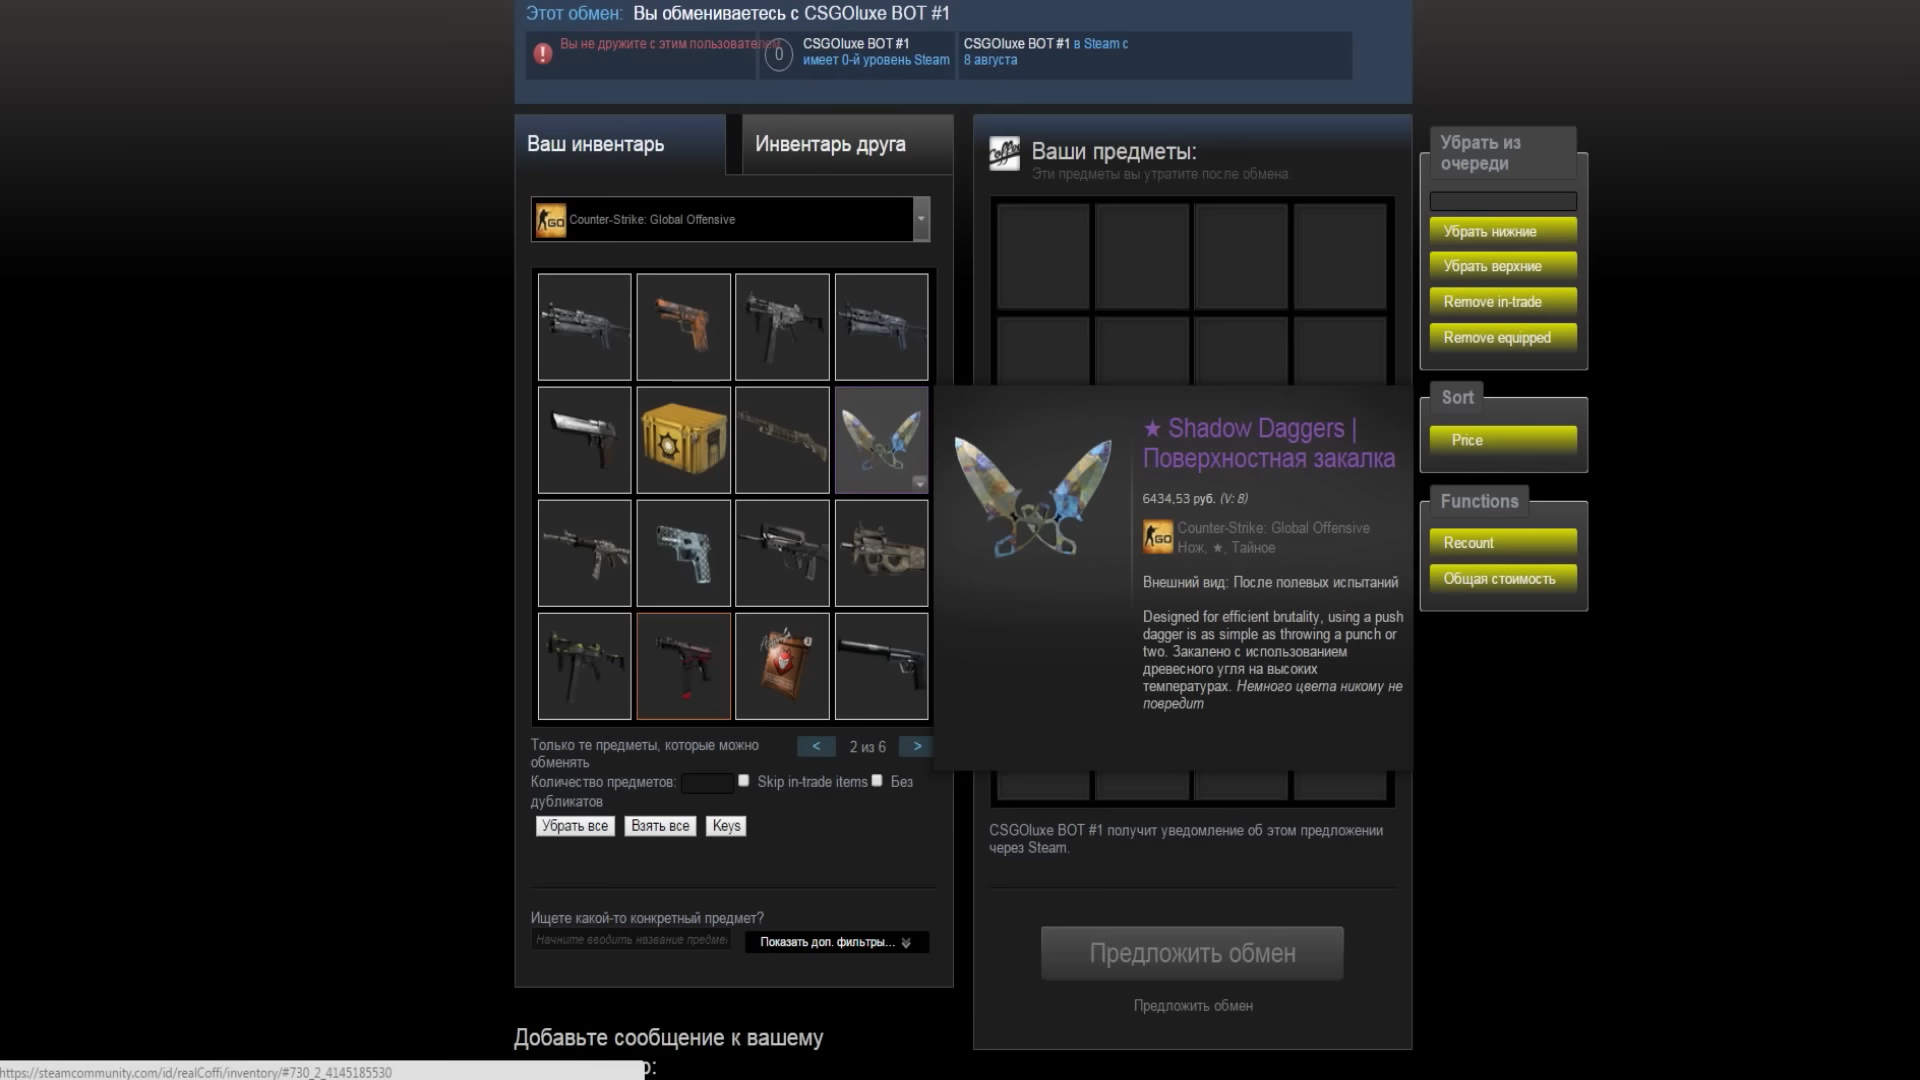 Этот обмен: Вы обмениваетесь с CSGOluxe BOT #1
Вы не дружите с этим пользователем
0
CSGOluxe BOT #1
имеет 0-й уровень Steam
CSGOluxe BOT #1 в Steam с
8 августа
Ваш инвентарь
Инвентарь друга
Counter-Strike: Global Offensive
Только те предметы, которые можно
обменять
< 2 из 6 >
Количество предметов: Skip in-trade items Без
дубликатов
Убрать все Взять все Keys
Ищете какой-то конкретный предмет?
Начните вводить название
Показать доп. фильтры...
Добавьте сообщение к вашему
https://steamcommunity.com/id/realCoffi/inventory/#730_2_4145185530
Ваши предметы:
Эти предметы вы утратите после обмена.
★ Shadow Daggers |
Поверхностная закалка
6434,53 руб. (V: 8)
Counter-Strike: Global Offensive
Нож, ★, Тайное
Внешний вид: После полевых испытаний
Designed for efficient brutality, using a push
dagger is as simple as throwing a punch or
two. Закалено с использованием
древесного угля на высоких
температурах. Немного цвета никому не
повредит
CSGOluxe BOT #1 получит уведомление об этом предложении
через Steam.
Предложить обмен
Предложить обмен
Убрать из
очереди
Убрать нижние
Убрать верхние
Remove in-trade
Remove equipped
Sort
Price
Functions
Recount
Общая стоимость